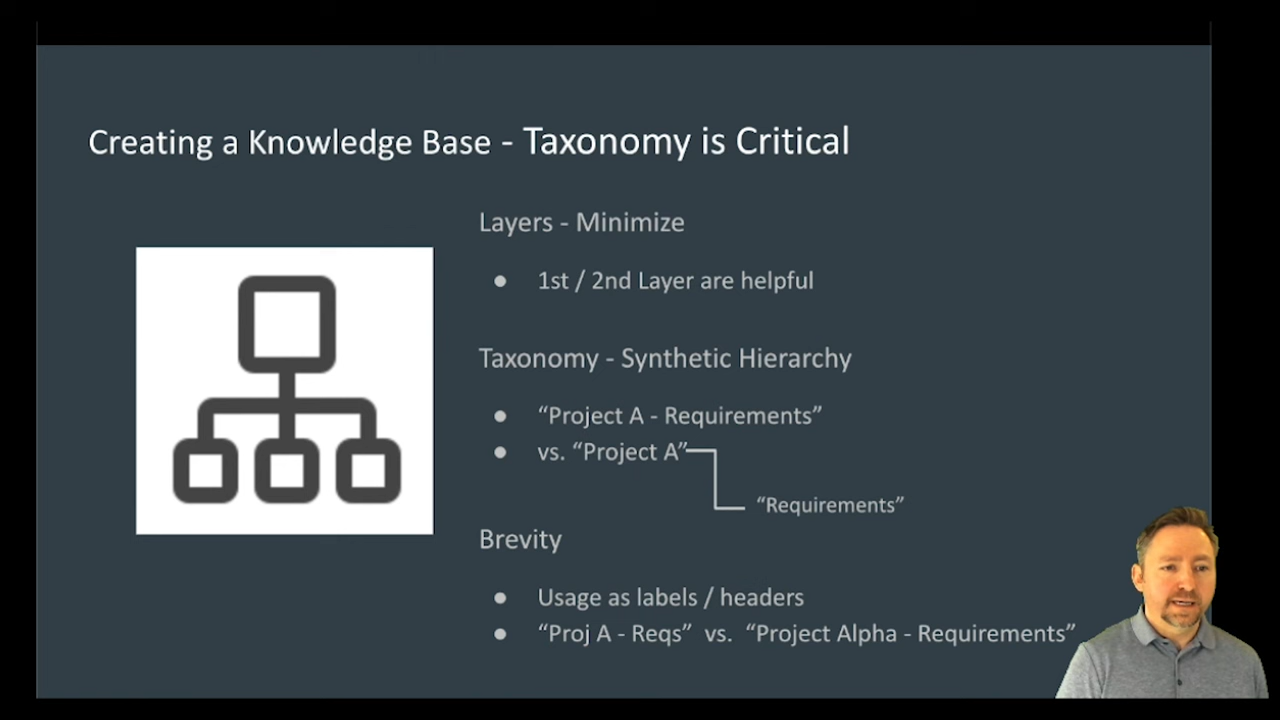 Creating a Knowledge Base - Taxonomy is Critical
Layers - Minimize
● 1st / 2nd Layer are helpful
Taxonomy - Synthetic Hierarchy
● “Project A - Requirements”
● vs. “Project A”
“Requirements”
Brevity
● Usage as labels / headers
● “Proj A - Reqs” vs. “Project Alpha - Requirements”